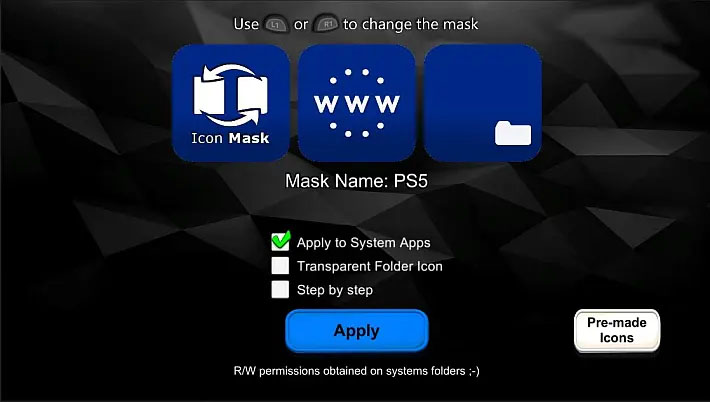 Use L1 or R1 to change the mask
Icon Mask
WWW
Mask Name: PS5
Apply to System Apps
Transparent Folder Icon
Step by step
Apply
Pre-made
Icons
R/W permissions obtained on systems folders ;-)